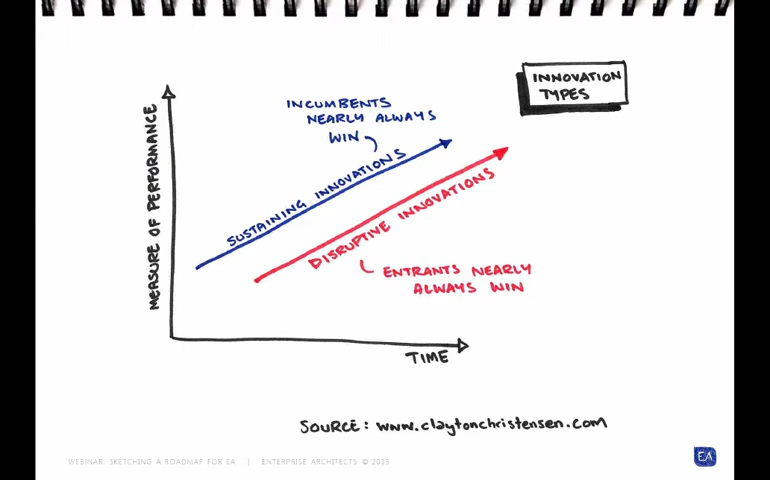 INNOVATION
TYPES
INCUMBENTS
NEARLY ALWAYS
WIN
SUSTAINING INNOVATIONS
DISRUPTIVE INNOVATIONS
ENTRANTS NEARLY
ALWAYS WIN
MEASURE OF PERFORMANCE
TIME
SOURCE: www.claytonchristensen.com
WEBINAR: SKETCHING A ROADMAP FOR EA | ENTERPRISE ARCHITECTS © 2013
EA